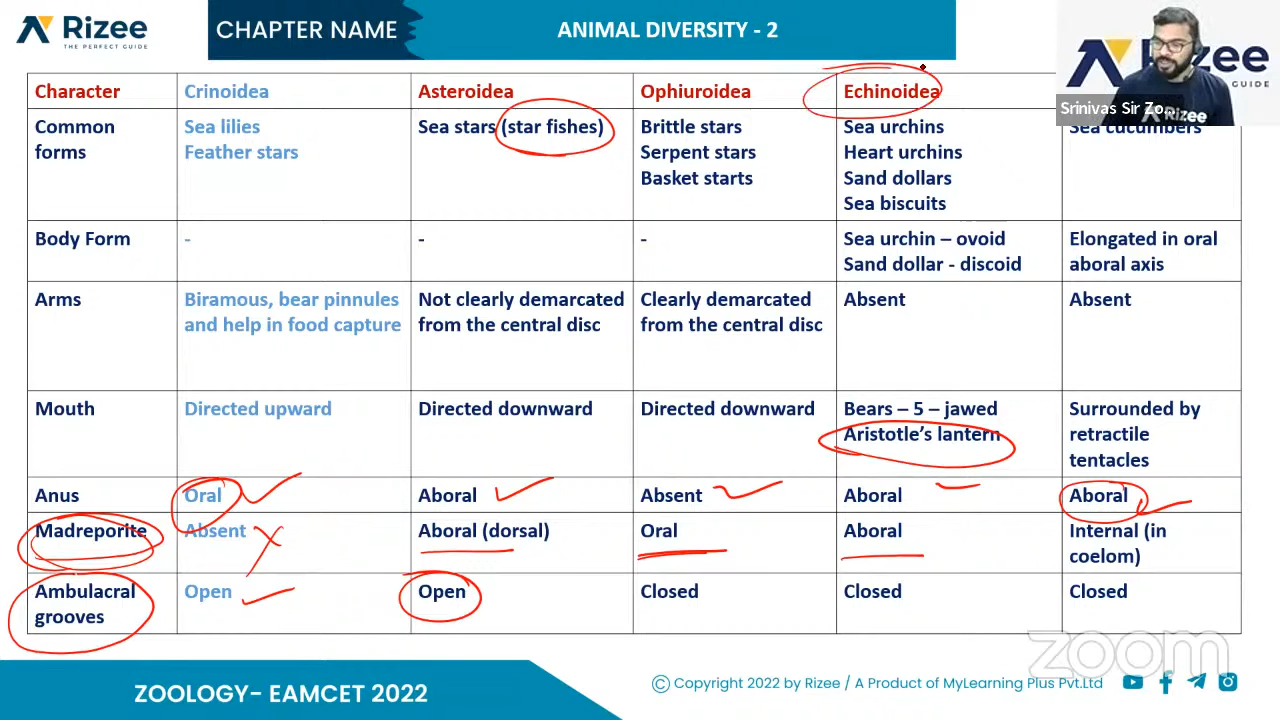 Rizee
THE PERFECT GUIDE
CHAPTER NAME
ANIMAL DIVERSITY - 2
Rizee
GUIDE
Srinivas Sir Zo...
Rizee
Character
Crinoidea
Asteroidea
Ophiuroidea
Echinoidea
Common
forms
Sea lilies
Feather stars
Sea stars (star fishes)
Brittle stars
Serpent stars
Basket starts
Sea urchins
Heart urchins
Sand dollars
Sea biscuits
Sea cucumbers
Body Form
-
-
-
Sea urchin – ovoid
Sand dollar - discoid
Elongated in oral
aboral axis
Arms
Biramous, bear pinnules
and help in food capture
Not clearly demarcated
from the central disc
Clearly demarcated
from the central disc
Absent
Absent
Mouth
Directed upward
Directed downward
Directed downward
Bears – 5 – jawed
Aristotle’s lantern
Surrounded by
retractile
tentacles
Anus
Oral
Aboral
Absent
Aboral
Aboral
Madreporite
Absent
Aboral (dorsal)
Oral
Aboral
Internal (in
coelom)
Ambulacral
grooves
Open
Open
Closed
Closed
Closed
zoom
ZOOLOGY- EAMCET 2022
© Copyright 2022 by Rizee / A Product of MyLearning Plus Pvt.Ltd